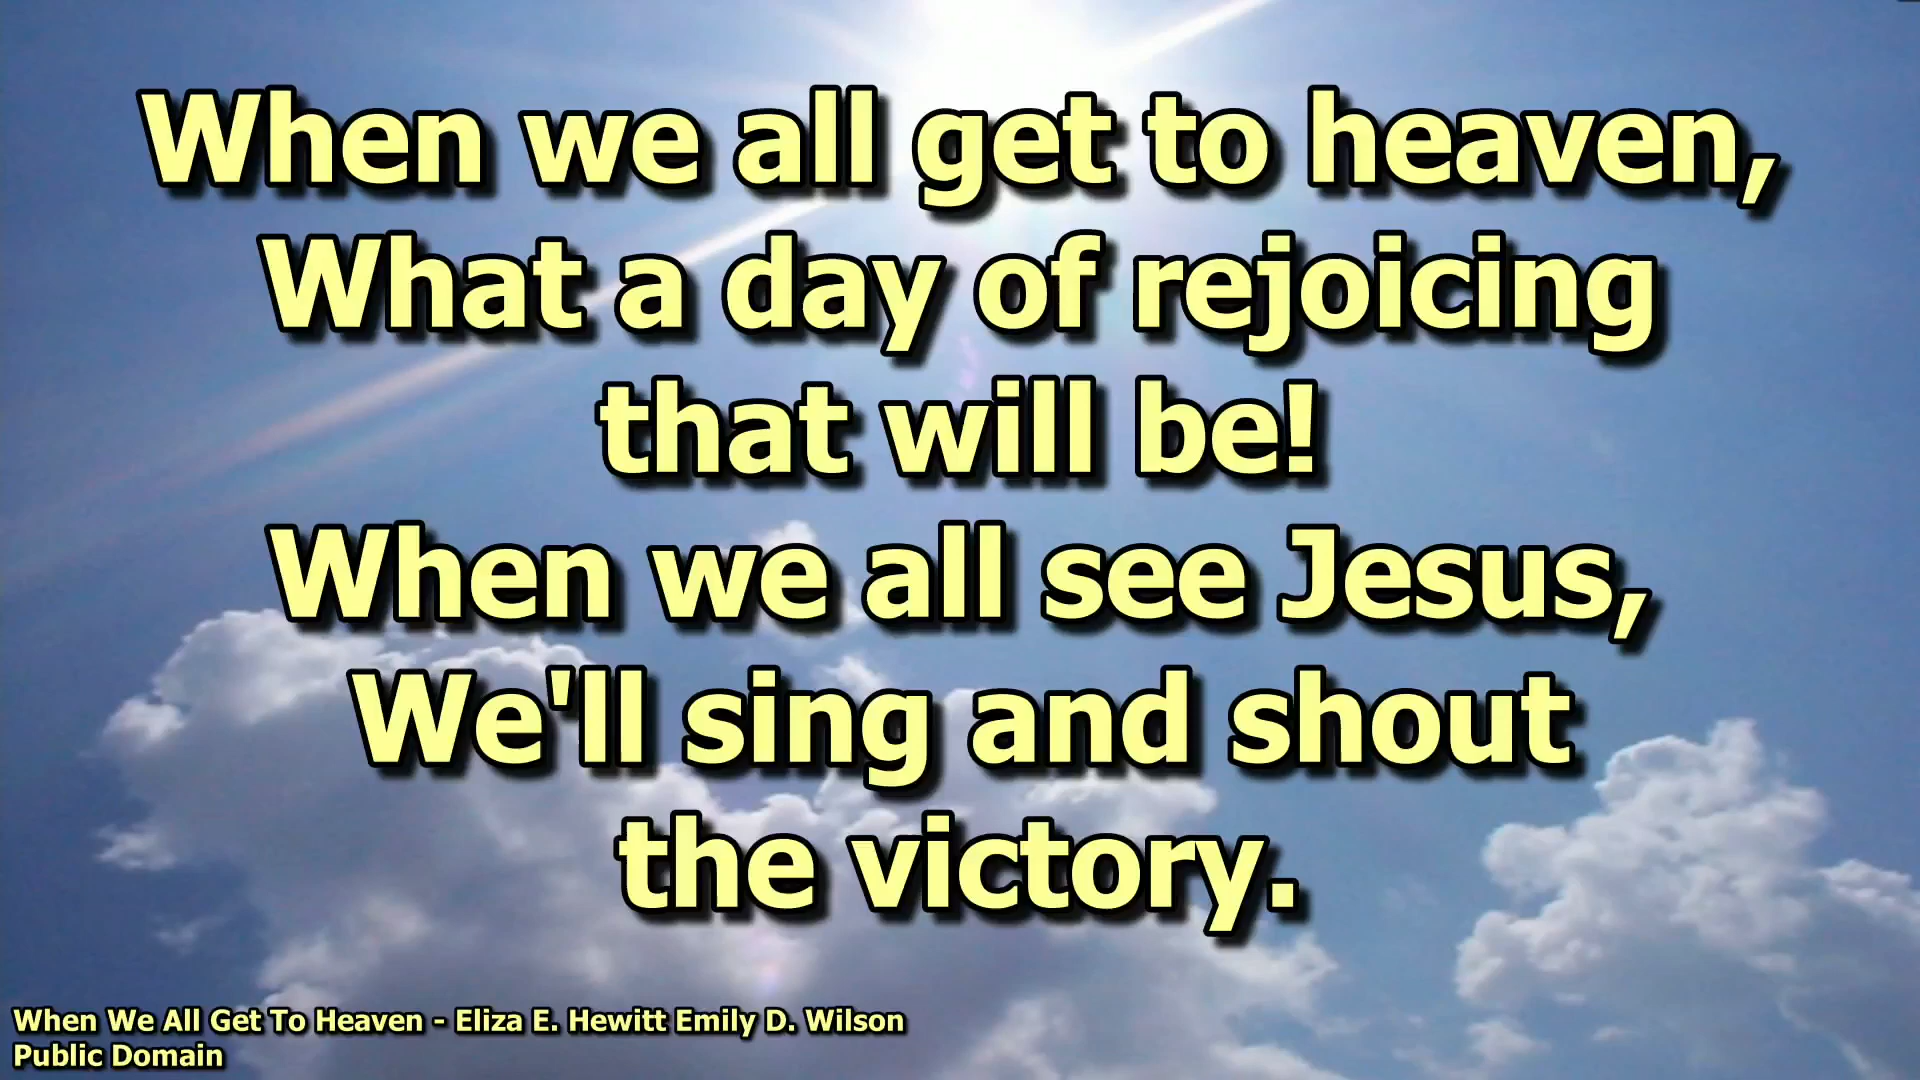 When we all get to heaven,
What a day of rejoicing
that will be!
When we all see Jesus,
We'll sing and shout
the victory.
When We All Get To Heaven - Eliza E. Hewitt Emily D. Wilson
Public Domain